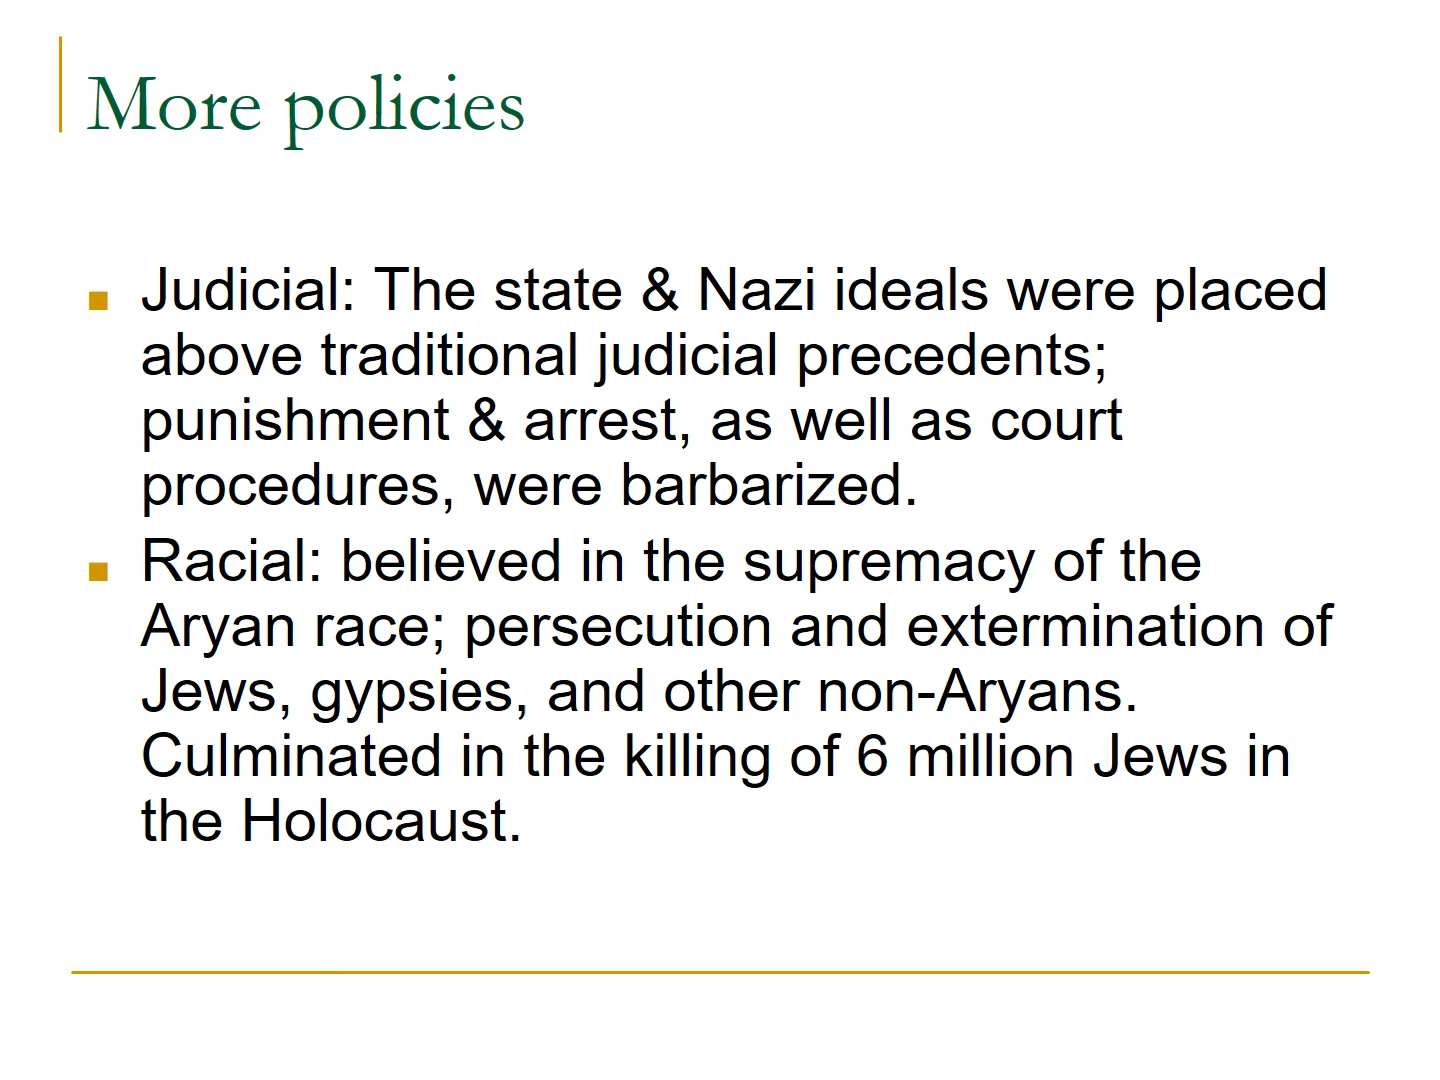 More policies
Judicial: The state & Nazi ideals were placed
above traditional judicial precedents;
punishment & arrest, as well as court
procedures, were barbarized.
Racial: believed in the supremacy of the
Aryan race; persecution and extermination of
Jews, gypsies, and other non-Aryans.
Culminated in the killing of 6 million Jews in
the Holocaust.